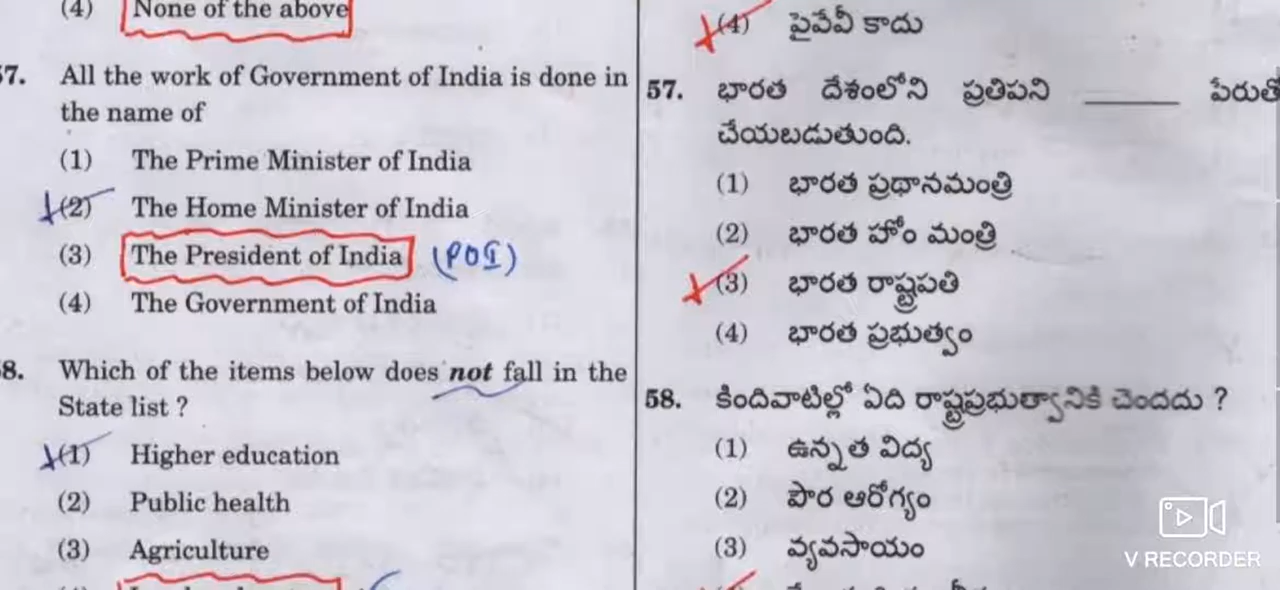 (4) None of the above
57. All the work of Government of India is done in
the name of
(1) The Prime Minister of India
(2) The Home Minister of India
(3) The President of India (POI)
(4) The Government of India
58. Which of the items below does not fall in the
State list ?
(1) Higher education
(2) Public health
(3) Agriculture
(4) పైవేవీ కాదు
57. భారత దేశంలోని ప్రతిపని ________ పేరుతో
చేయబడుతుంది.
(1) భారత ప్రధానమంత్రి
(2) భారత హోం మంత్రి
(3) భారత రాష్ట్రపతి
(4) భారత ప్రభుత్వం
58. కిందివాటిల్లో ఏది రాష్ట్రప్రభుత్వానికి చెందదు ?
(1) ఉన్నత విద్య
(2) పౌర ఆరోగ్యం
(3) వ్యవసాయం
V RECORDER